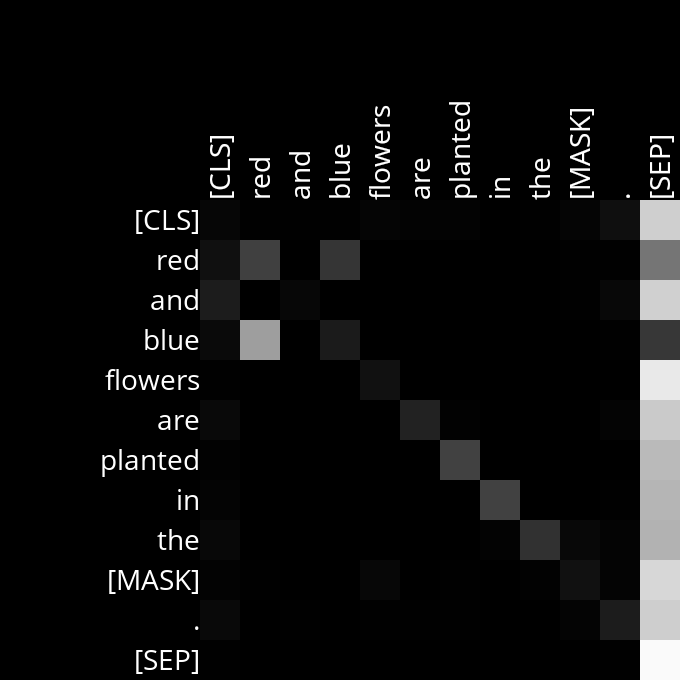 [CLS] red and blue flowers are planted in the [MASK] . [SEP]
[CLS]
red
and
blue
flowers
are
planted
in
the
[MASK]
.
[SEP]